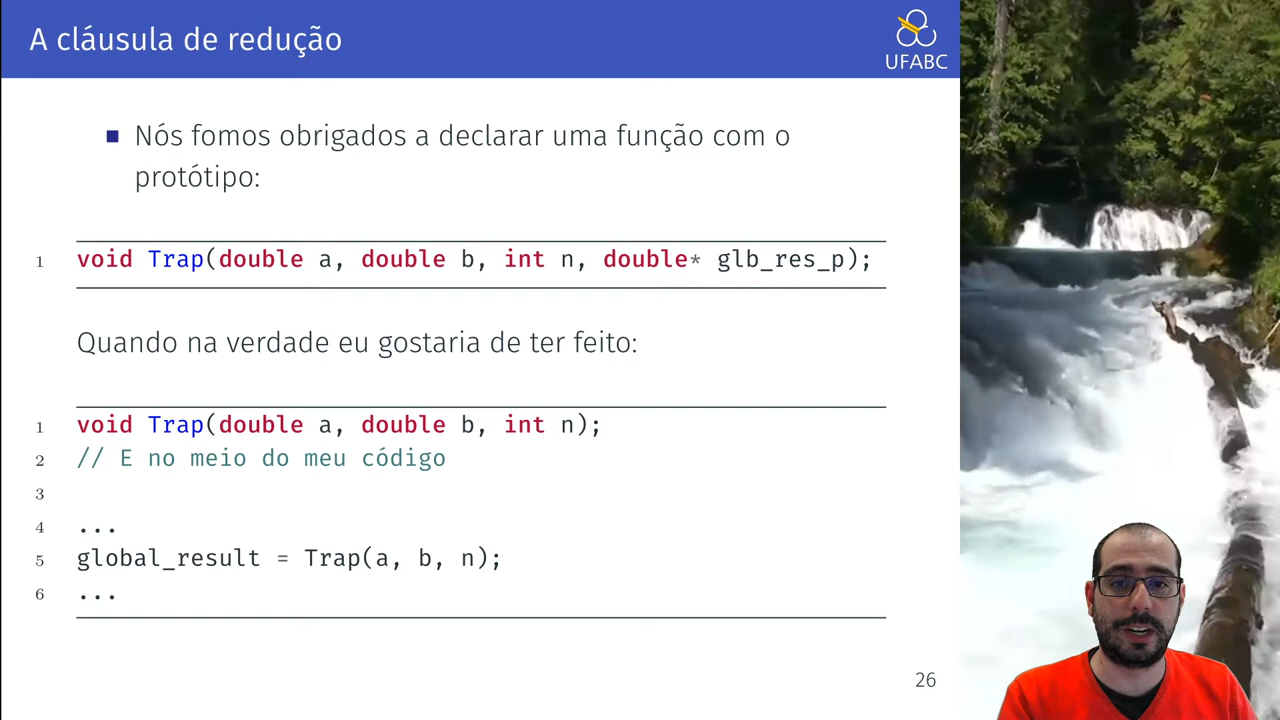 A cláusula de redução
UFABC
Nós fomos obrigados a declarar uma função com o
protótipo:
1 void Trap(double a, double b, int n, double* glb_res_p);
Quando na verdade eu gostaria de ter feito:
1 void Trap(double a, double b, int n);
2 // E no meio do meu código
3
4 ...
5 global_result = Trap(a, b, n);
6 ...
26